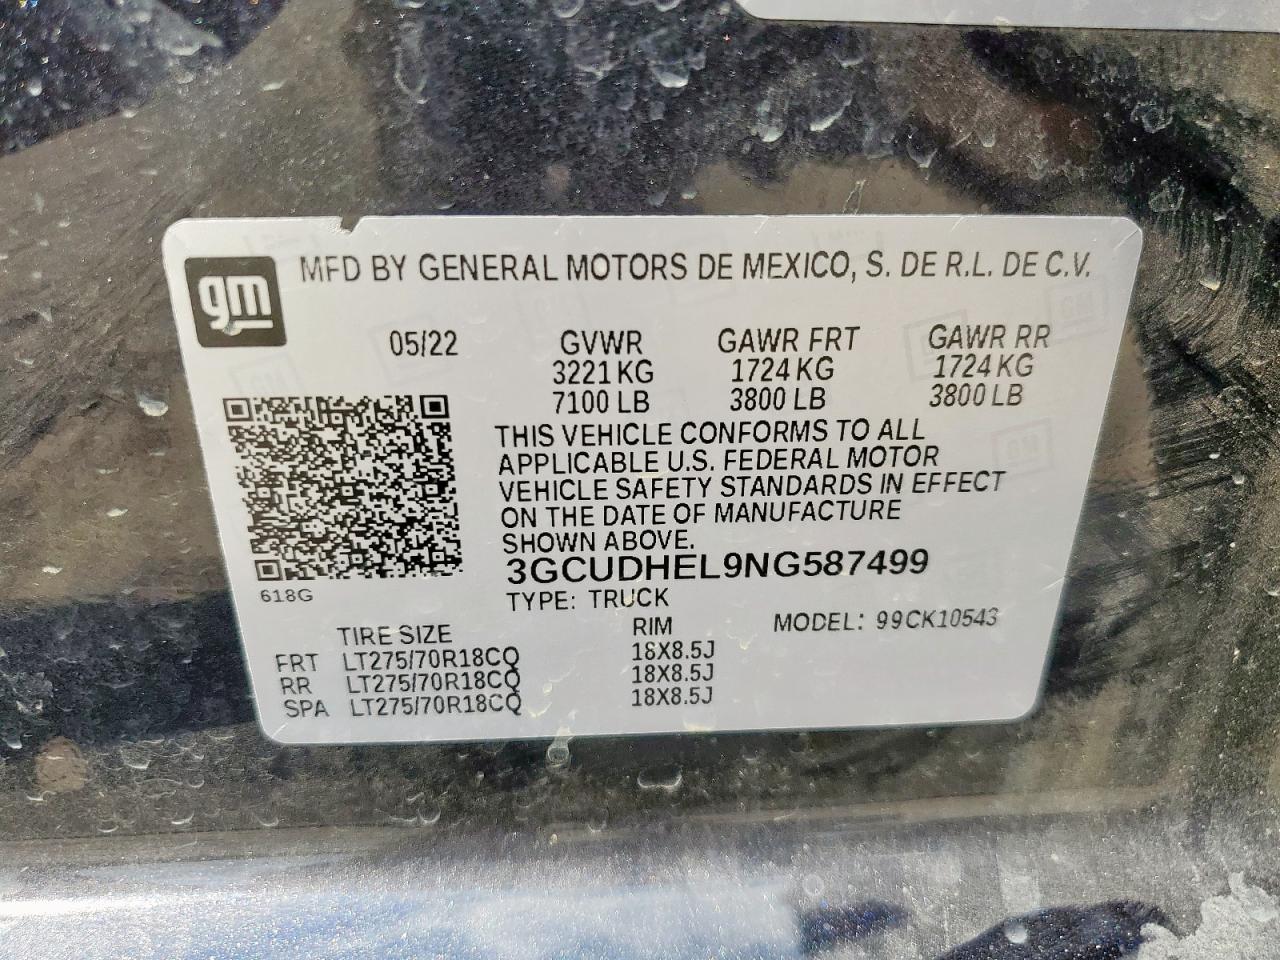 gm
MFD BY GENERAL MOTORS DE MEXICO, S. DE R.L. DE C.V.
05/22 GVWR GAWR FRT GAWR RR
3221 KG 1724 KG 1724 KG
7100 LB 3800 LB 3800 LB
THIS VEHICLE CONFORMS TO ALL
APPLICABLE U.S. FEDERAL MOTOR
VEHICLE SAFETY STANDARDS IN EFFECT
ON THE DATE OF MANUFACTURE
SHOWN ABOVE.
3GCUDHEL9NG587499
618G
TYPE: TRUCK
MODEL: 99CK10543
TIRE SIZE RIM
FRT LT275/70R18CQ 18X8.5J
RR LT275/70R18CQ 18X8.5J
SPA LT275/70R18CQ 18X8.5J